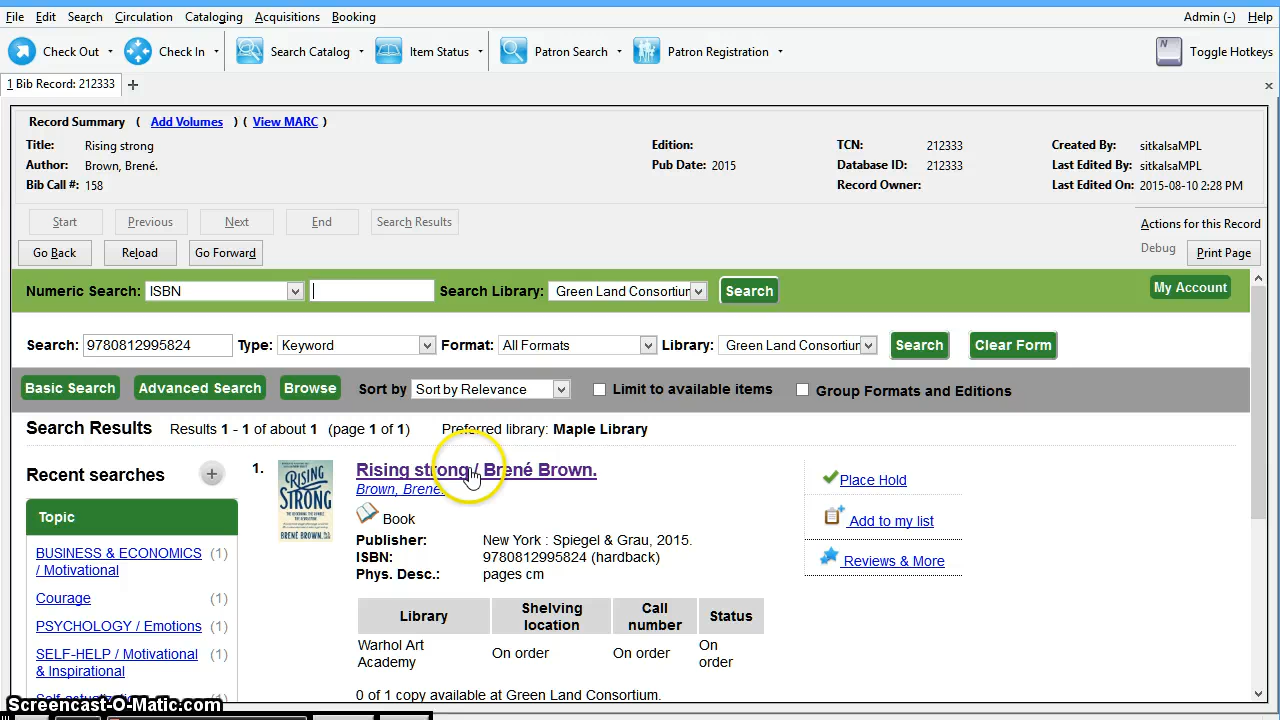 File Edit Search Circulation Cataloging Acquisitions Booking Admin (-) Help
Check Out Check In Search Catalog Item Status Patron Search Patron Registration N Toggle Hotkeys
1 Bib Record: 212333
Record Summary ( Add Volumes ) ( View MARC )
Title: Rising strong Edition: TCN: 212333 Created By: sitkalsaMPL
Author: Brown, Brené. Pub Date: 2015 Database ID: 212333 Last Edited By: sitkalsaMPL
Bib Call #: 158 Record Owner: Last Edited On: 2015-08-10 2:28 PM
Start Previous Next End Search Results Actions for this Record
Go Back Reload Go Forward Debug Print Page
Numeric Search: ISBN Search Library: Green Land Consortiun Search My Account
Search: 9780812995824 Type: Keyword Format: All Formats Library: Green Land Consortiun Search Clear Form
Basic Search Advanced Search Browse Sort by Sort by Relevance Limit to available items Group Formats and Editions
Search Results Results 1 - 1 of about 1 (page 1 of 1) Preferred library: Maple Library
Recent searches
Topic
BUSINESS & ECONOMICS (1)
/ Motivational
Courage (1)
PSYCHOLOGY / Emotions (1)
SELF-HELP / Motivational (1)
& Inspirational
1. Rising strong / Brené Brown.
Brown, Brené
RISING
STRONG
BRENÉ BROWN
Book
Publisher: New York : Spiegel & Grau, 2015.
ISBN: 9780812995824 (hardback)
Phys. Desc.: pages cm
Place Hold
Add to my list
Reviews & More
Library Shelving location Call number Status
Warhol Art Academy On order On order On order
0 of 1 copy available at Green Land Consortium.
Screencast-O-Matic.com